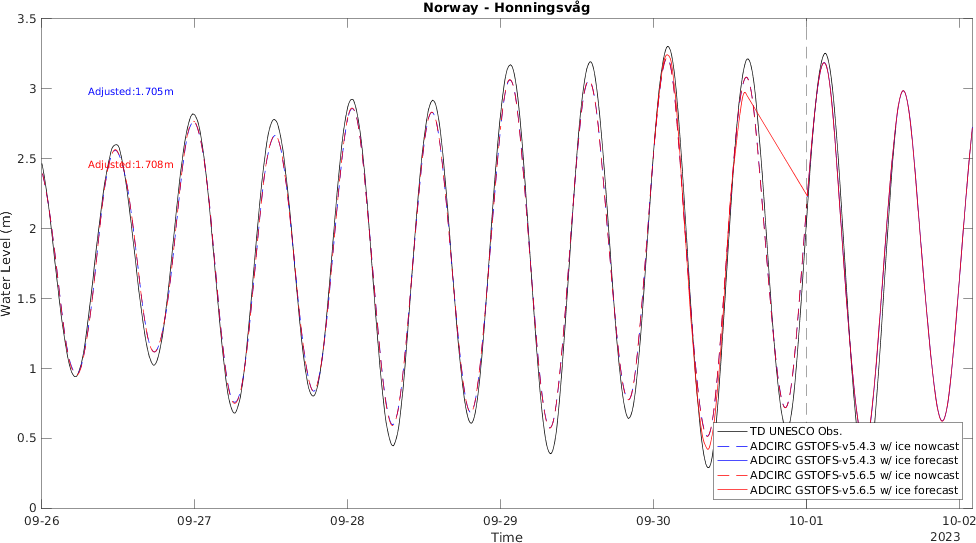 Norway - Honningsvåg
3.5
3
2.5
2
1.5
1
0.5
0
Water Level (m)
Adjusted:1.705m
Adjusted:1.708m
TD UNESCO Obs.
ADCIRC GSTOFS-v5.4.3 w/ ice nowcast
ADCIRC GSTOFS-v5.4.3 w/ ice forecast
ADCIRC GSTOFS-v5.6.5 w/ ice nowcast
ADCIRC GSTOFS-v5.6.5 w/ ice forecast
09-26 09-27 09-28 09-29 09-30 10-01 10-02
Time
2023